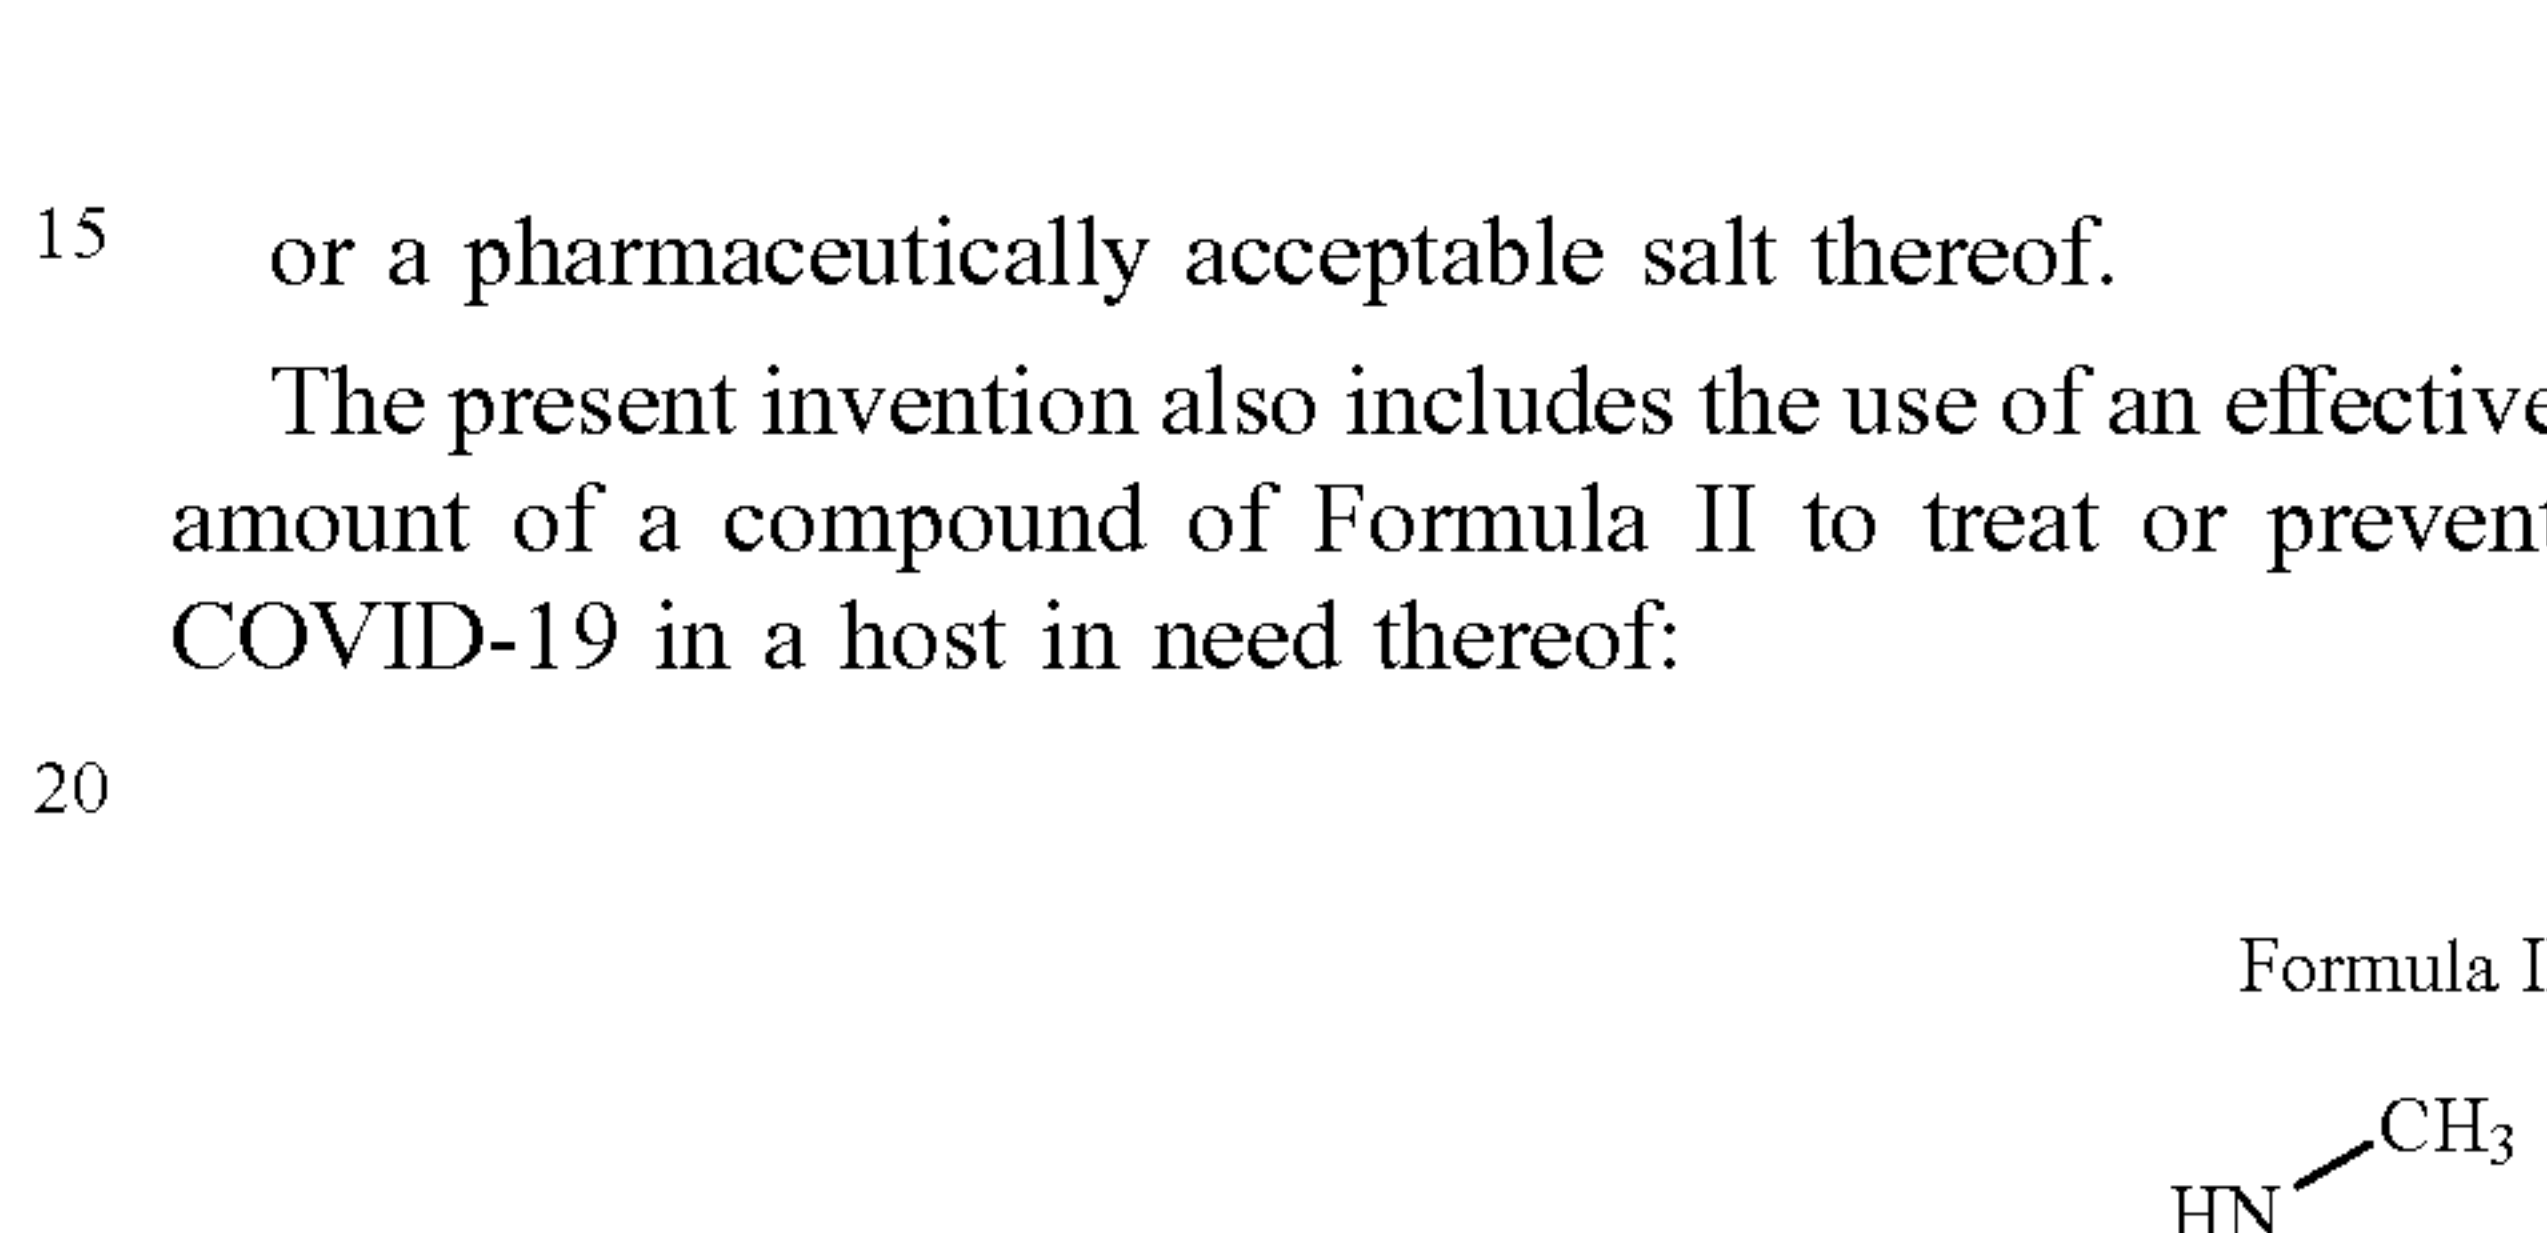 15 or a pharmaceutically acceptable salt thereof.
The present invention also includes the use of an effective
amount of a compound of Formula II to treat or prevent
COVID-19 in a host in need thereof:
20
Formula I
CH₃
HN